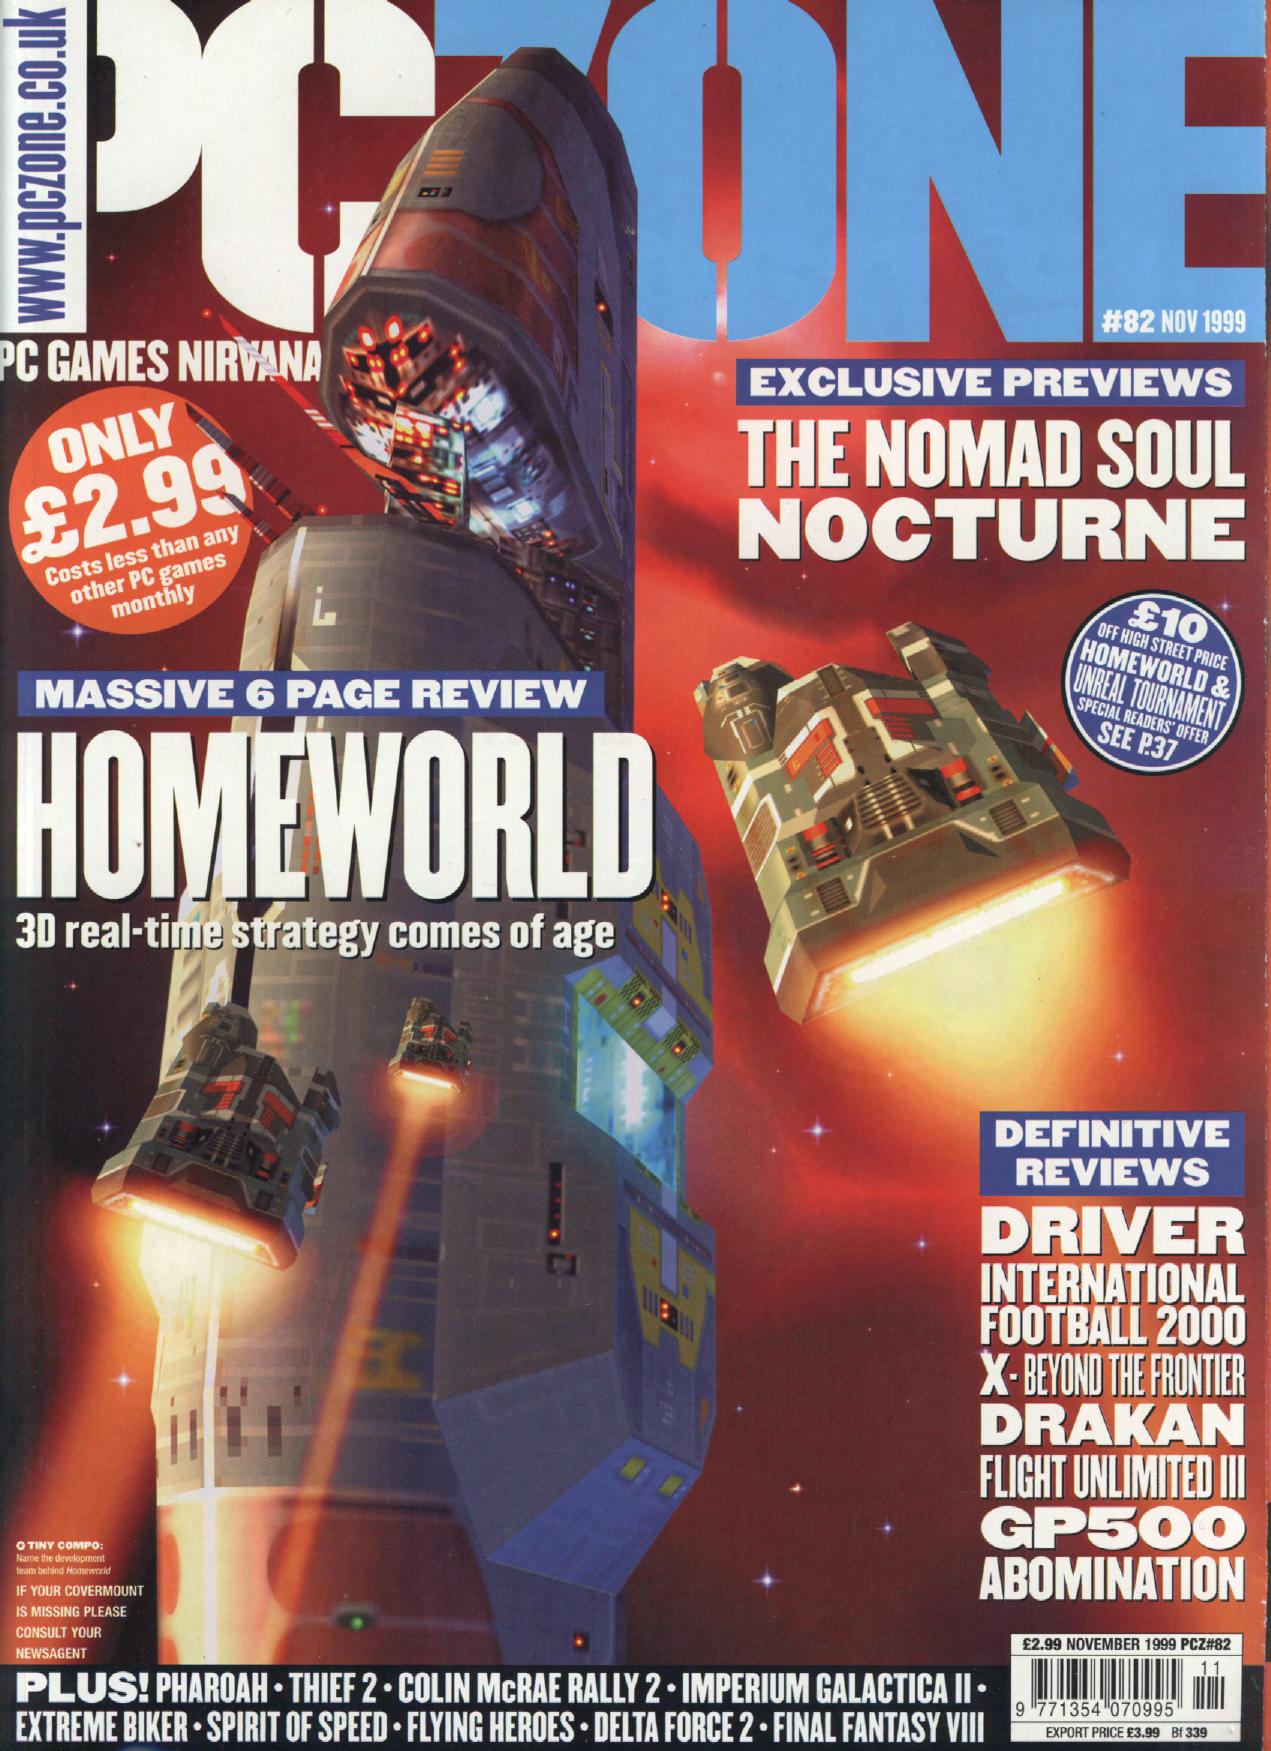 www.pczone.co.uk
PC ZONE
#82 NOV 1999
PC GAMES NIRVANA
ONLY
£2.99
Costs less than any
other PC games
monthly
EXCLUSIVE PREVIEWS
THE NOMAD SOUL
NOCTURNE
£10
OFF HIGH STREET PRICE
HOMEWORLD &
UNREAL TOURNAMENT
SPECIAL READERS' OFFER
SEE P.37
MASSIVE 6 PAGE REVIEW
HOMEWORLD
3D real-time strategy comes of age
DEFINITIVE
REVIEWS
DRIVER
INTERNATIONAL
FOOTBALL 2000
X- BEYOND THE FRONTIER
DRAKAN
FLIGHT UNLIMITED III
GP500
ABOMINATION
TINY COMPO:
Name the development
team behind Homeworld
IF YOUR COVERMOUNT
IS MISSING PLEASE
CONSULT YOUR
NEWSAGENT
PLUS! PHAROAH • THIEF 2 • COLIN McRAE RALLY 2 • IMPERIUM GALACTICA II •
EXTREME BIKER • SPIRIT OF SPEED • FLYING HEROES • DELTA FORCE 2 • FINAL FANTASY VIII
£2.99 NOVEMBER 1999 PCZ#82
11
9 771354 070995
EXPORT PRICE £3.99 Bf 339